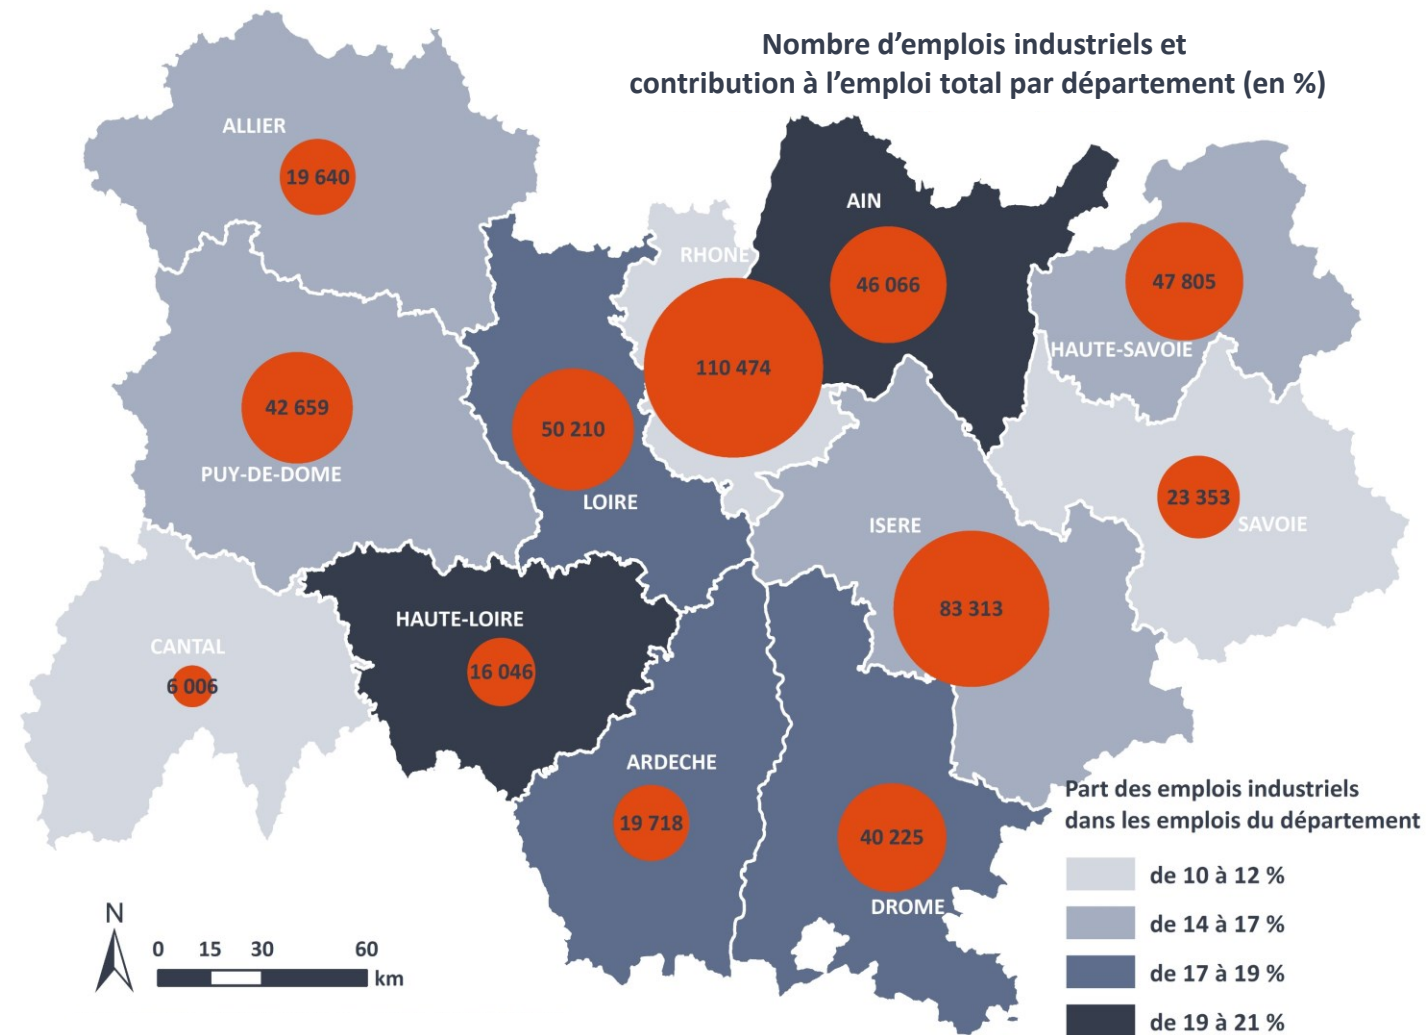 Nombre d’emplois industriels et
contribution à l’emploi total par département (en %)
ALLIER
19 640
AIN
46 066
RHONE
110 474
47 805
HAUTE-SAVOIE
42 659
PUY-DE-DOME
50 210
LOIRE
ISERE
83 313
23 353
SAVOIE
HAUTE-LOIRE
16 046
CANTAL
6 006
ARDECHE
19 718
40 225
DROME
Part des emplois industriels
dans les emplois du département
de 10 à 12 %
de 14 à 17 %
de 17 à 19 %
de 19 à 21 %
N
0 15 30 60
km